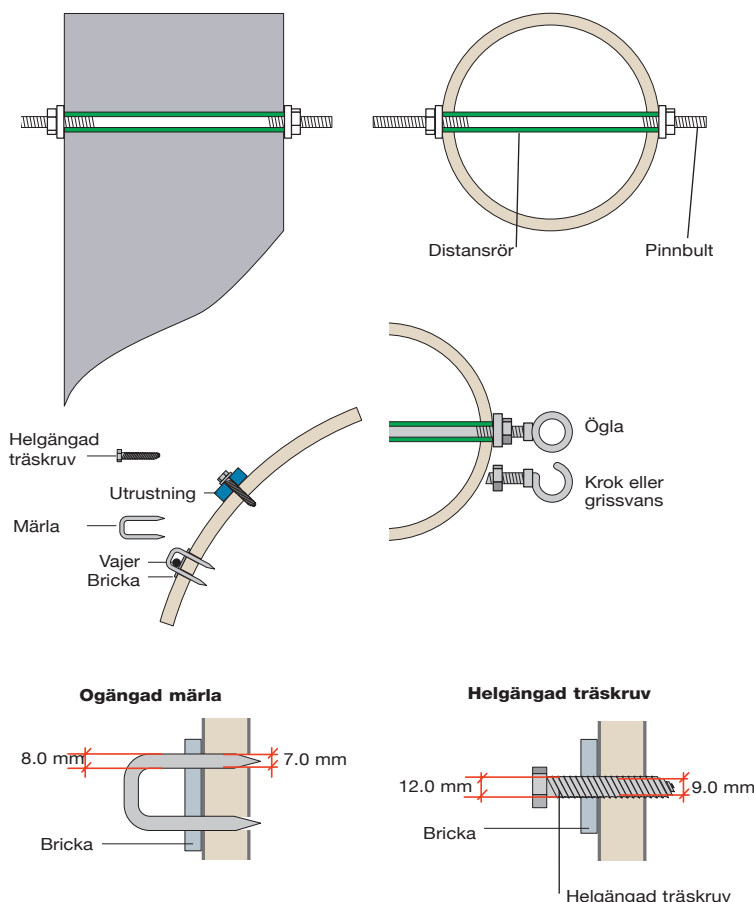 Distansrör
Pinnbult
Helgängad
träskruv
Utrustning
Märla
Vajer
Bricka
Ögla
Krok eller
grissvans
Ogängad märla
8.0 mm
7.0 mm
Bricka
Helgängad träskruv
12.0 mm
9.0 mm
Bricka
Helgängad träskruv